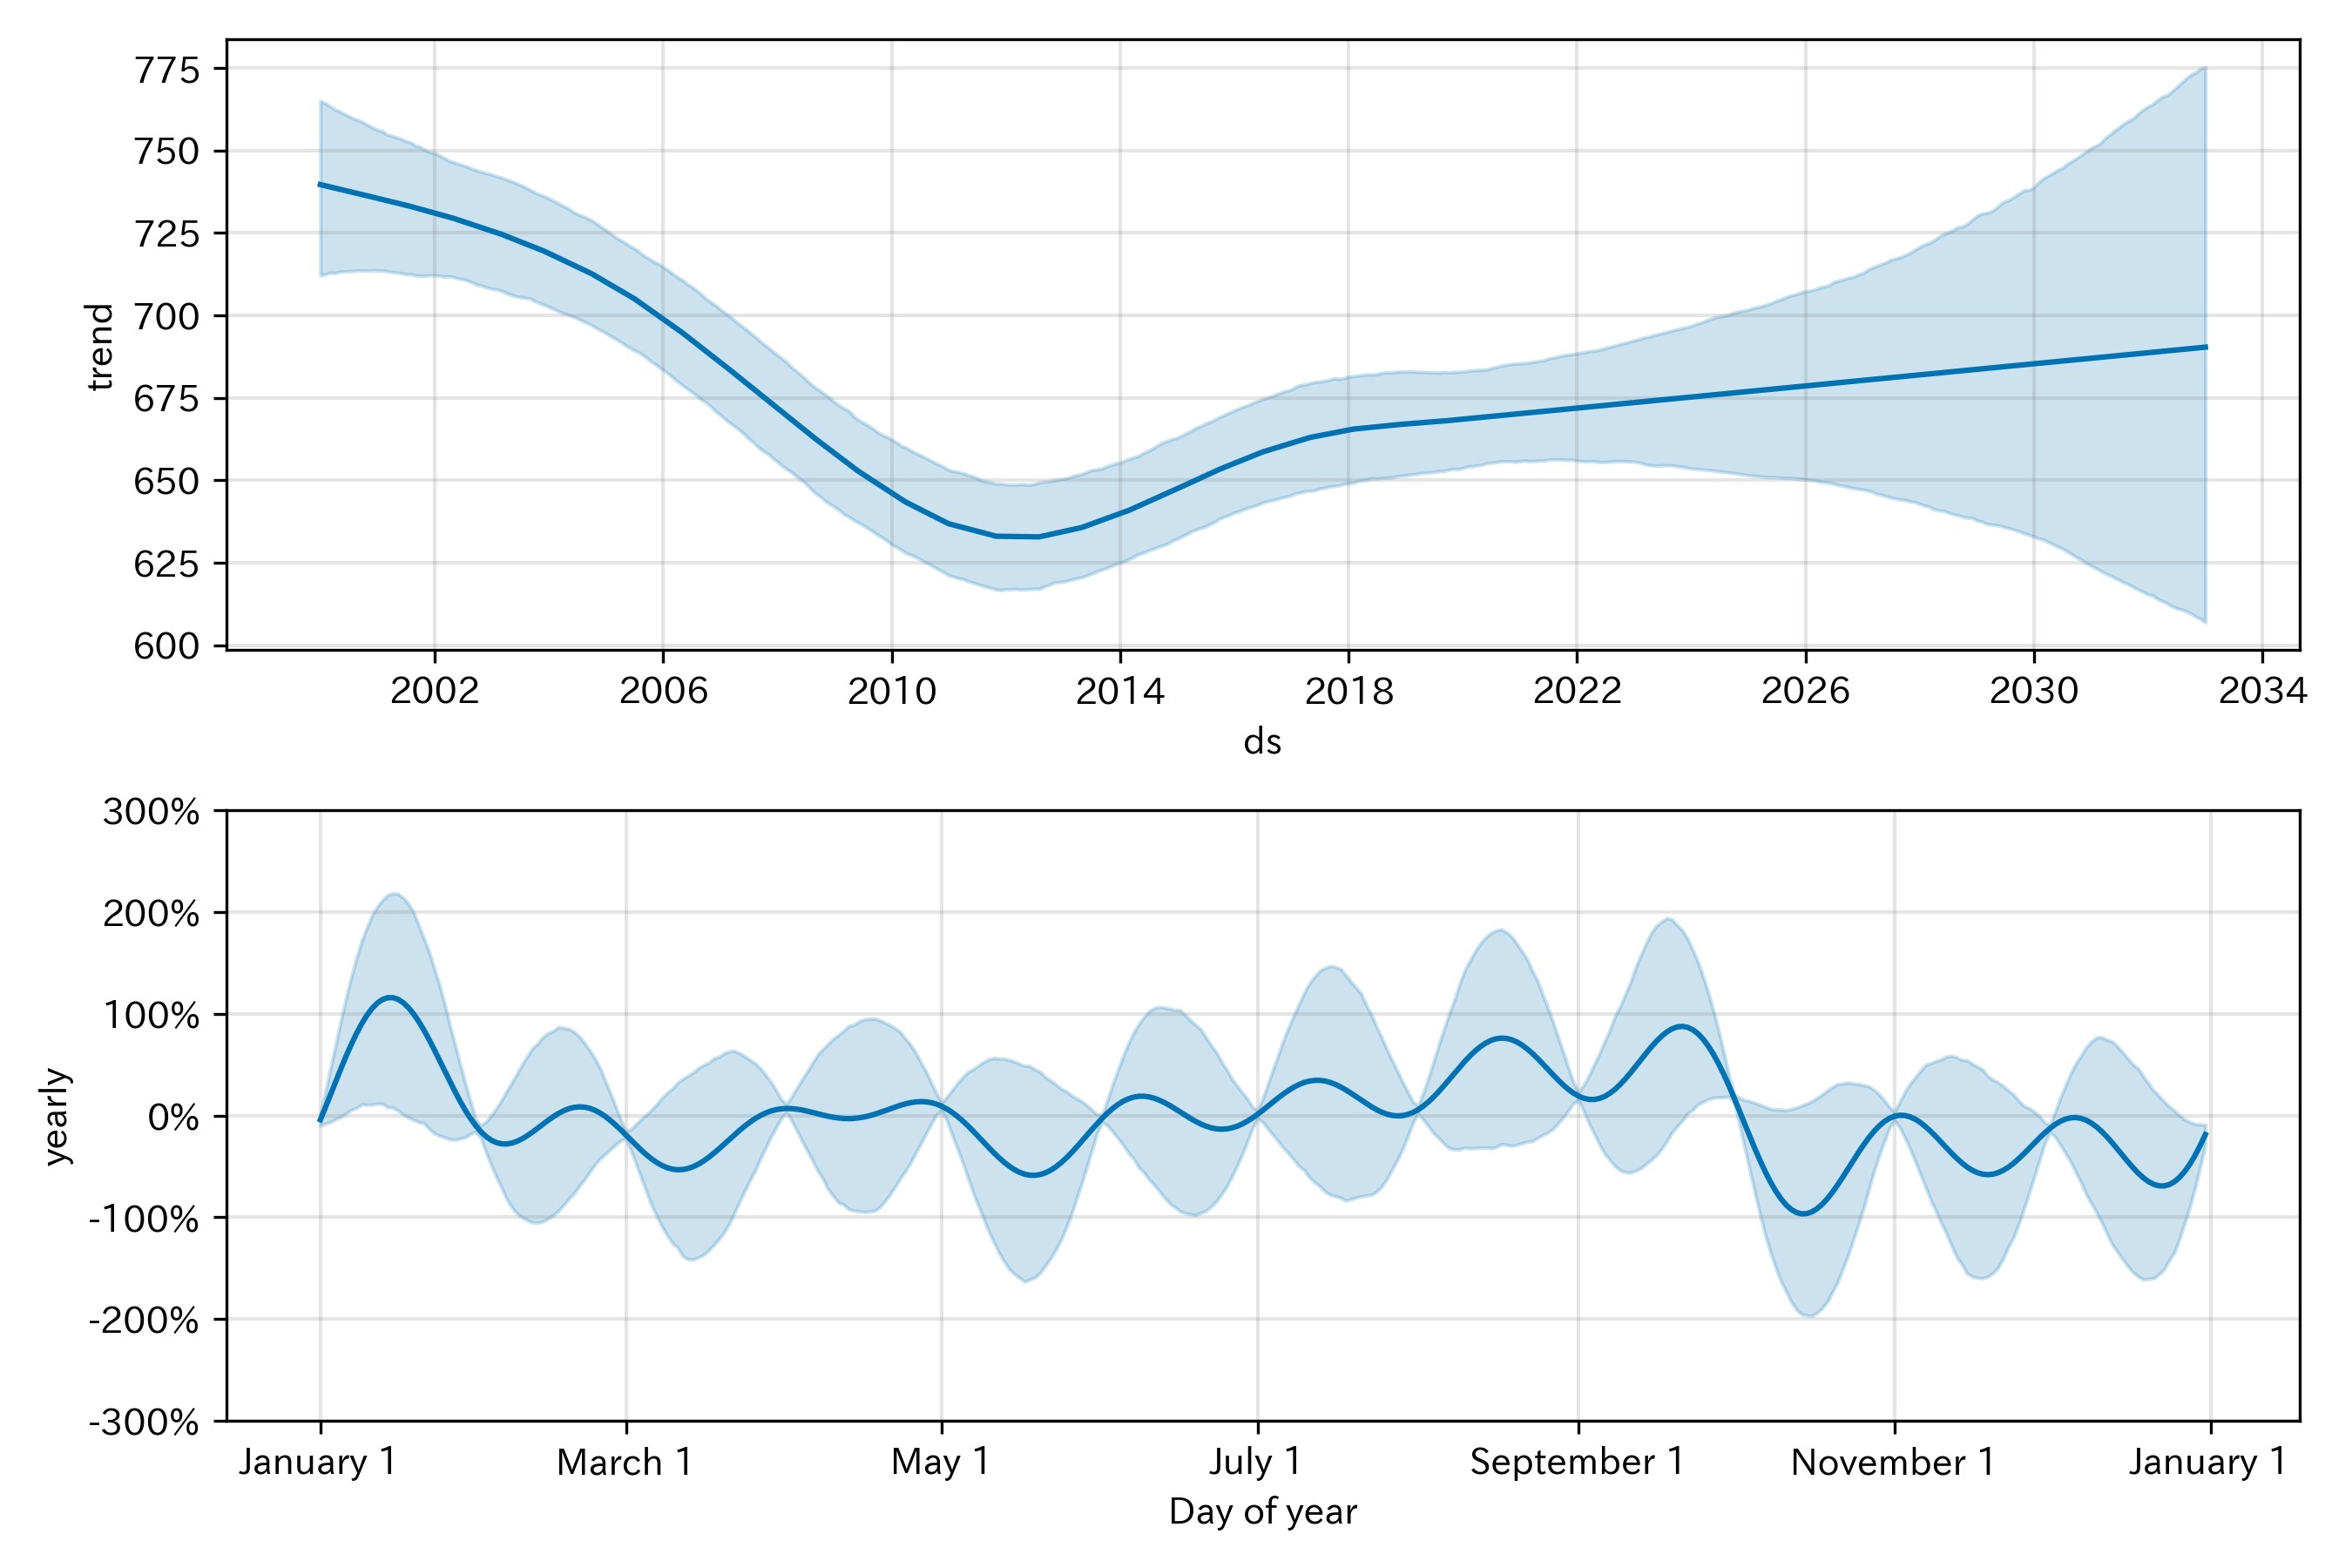 775
750
725
700
675
650
625
600
trend
2002 2006 2010 2014 2018 2022 2026 2030 2034
ds
300%
200%
100%
0%
-100%
-200%
-300%
yearly
January 1 March 1 May 1 July 1 September 1 November 1 January 1
Day of year